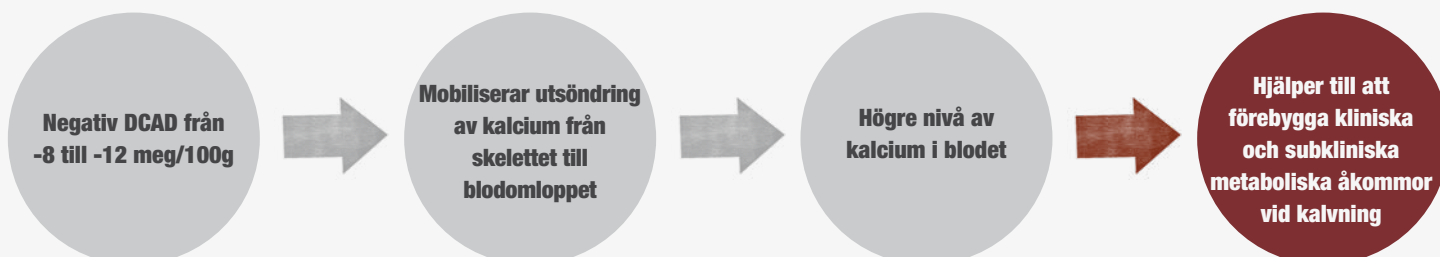 Negativ DCAD från
-8 till -12 meg/100g
Mobiliserar utsöndring
av kalcium från
skelettet till
blodomloppet
Högre nivå av
kalcium i blodet
Hjälper till att
förebygga kliniska
och subkliniska
metaboliska åkommor
vid kalvning